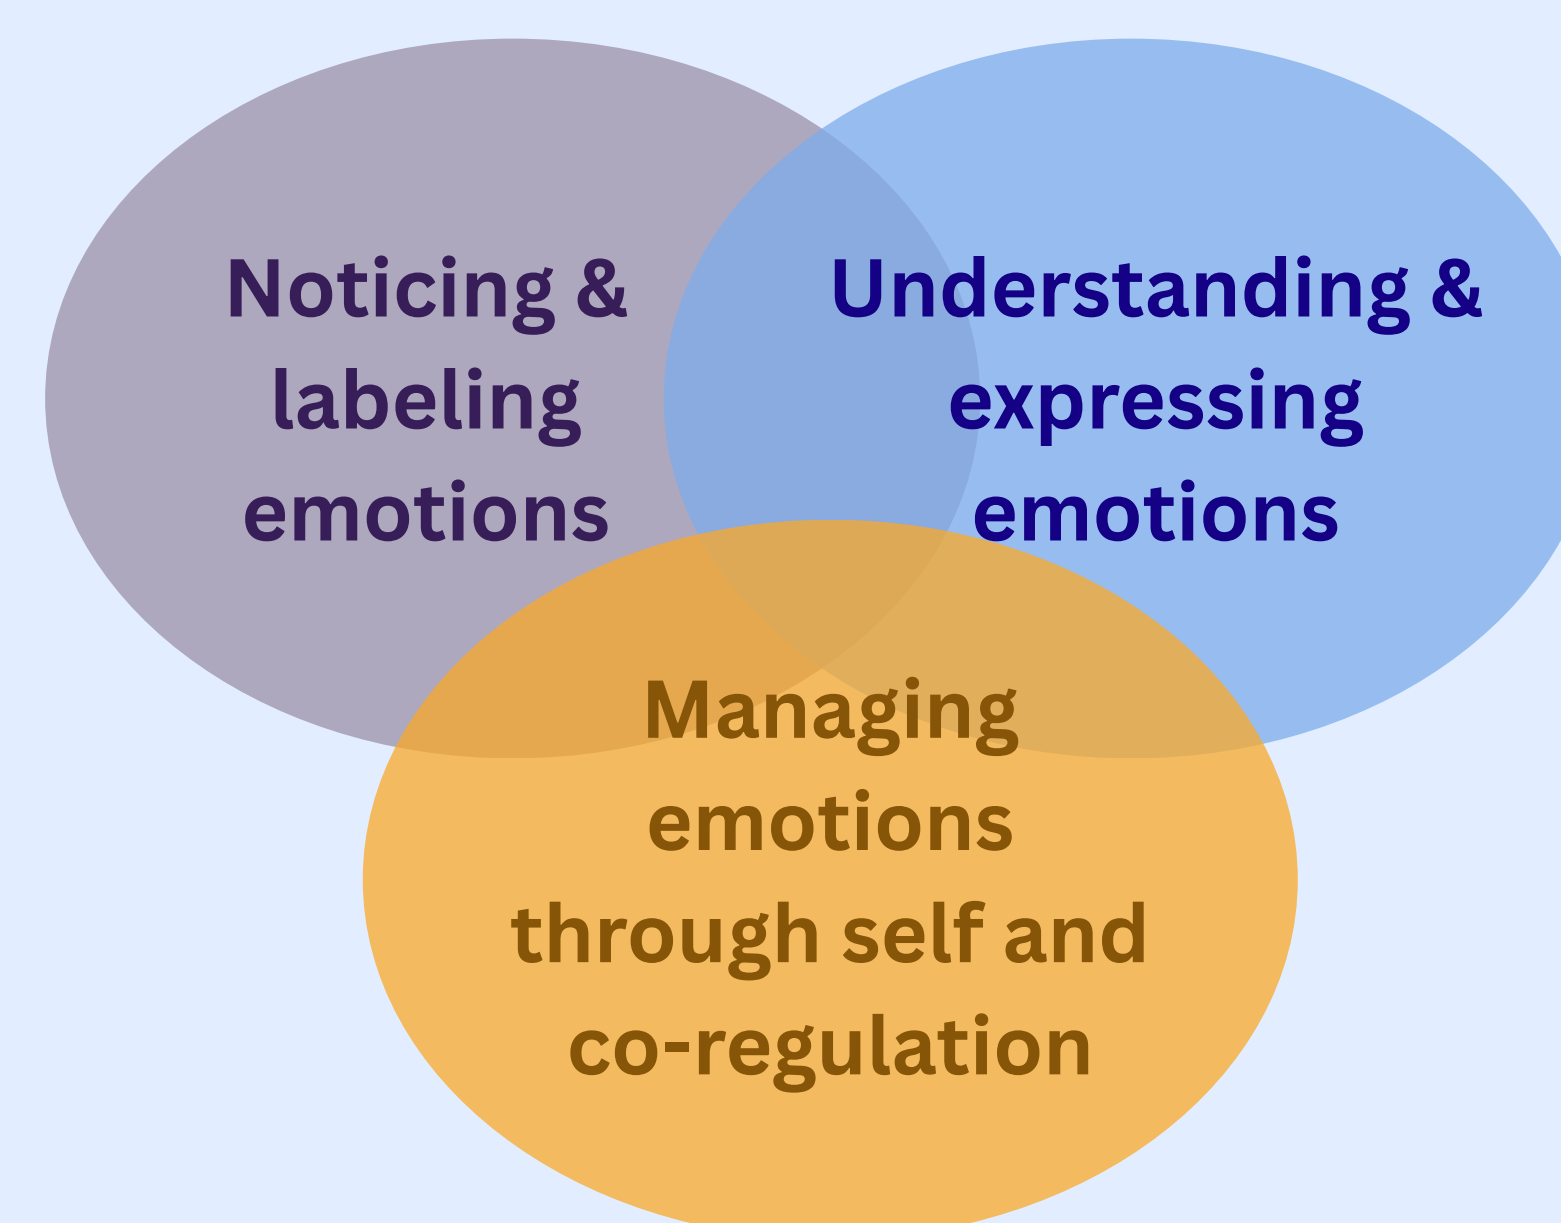 Noticing &
labeling
emotions
Understanding &
expressing
emotions
Managing
emotions
through self and
co-regulation